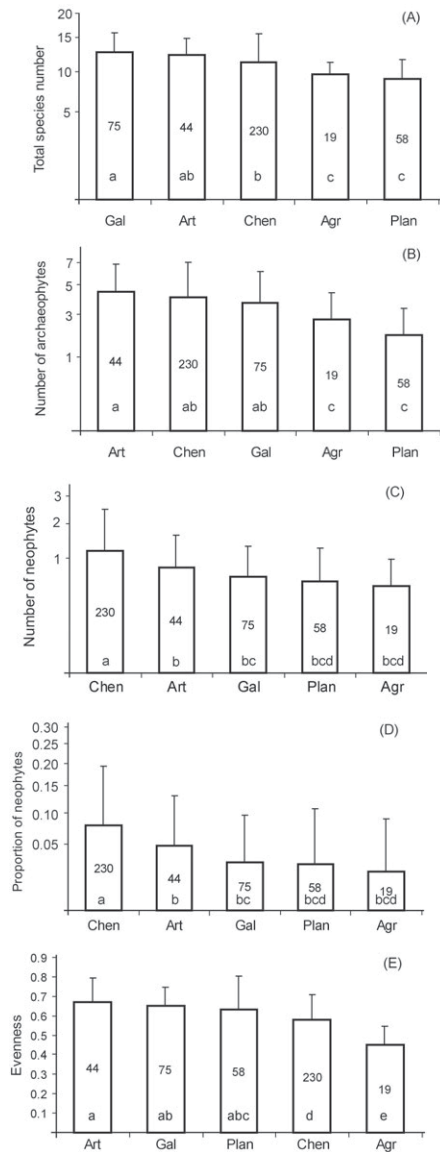 (A)
Total species number
20
15
10
5
75 44 230 19 58
a ab b c c
Gal Art Chen Agr Plan
(B)
Number of archaeophytes
7
5
3
1
44 230 75 19 58
a ab ab c c
Art Chen Gal Agr Plan
(C)
Number of neophytes
3
2
1
230 44 75 58 19
a b bc bcd bcd
Chen Art Gal Plan Agr
(D)
Proportion of neophytes
0.30
0.25
0.20
0.15
0.10
0.05
230 44 75 58 19
a b bc bcd bcd
Chen Art Gal Plan Agr
(E)
Evenness
0.9
0.8
0.7
0.6
0.5
0.4
0.3
0.2
0.1
44 75 58 230 19
a ab abc d e
Art Gal Plan Chen Agr